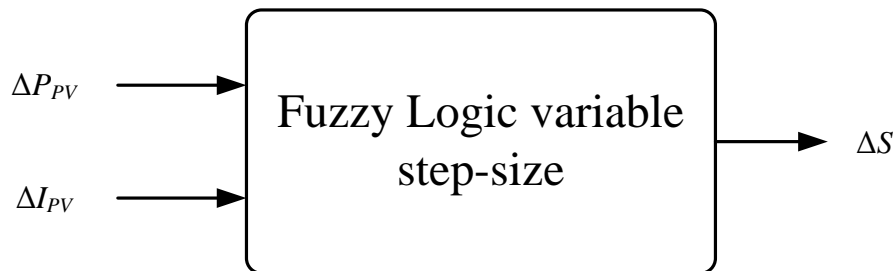 ΔP_PV
Fuzzy Logic variable
step-size
ΔS
ΔI_PV